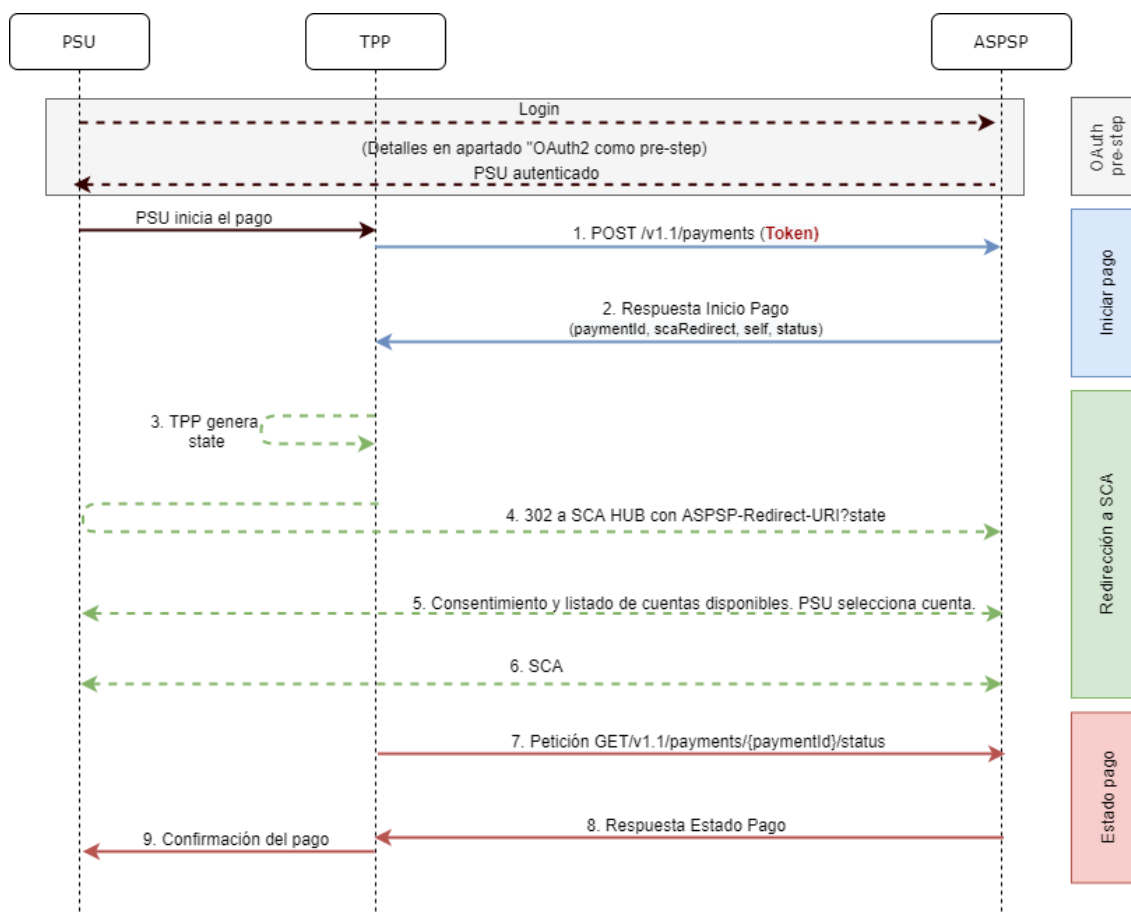 PSU
TPP
ASPSP
Login
(Detalles en apartado "OAuth2 como pre-step)
PSU autenticado
OAuth
pre-step
PSU inicia el pago
1. POST /v1.1/payments (Token)
2. Respuesta Inicio Pago
(paymentId, scaRedirect, self, status)
Iniciar pago
3. TPP genera
state
4. 302 a SCA HUB con ASPSP-Redirect-URI?state
5. Consentimiento y listado de cuentas disponibles. PSU selecciona cuenta.
6. SCA
Redirección a SCA
7. Petición GET/v1.1/payments/{paymentId}/status
8. Respuesta Estado Pago
9. Confirmación del pago
Estado pago